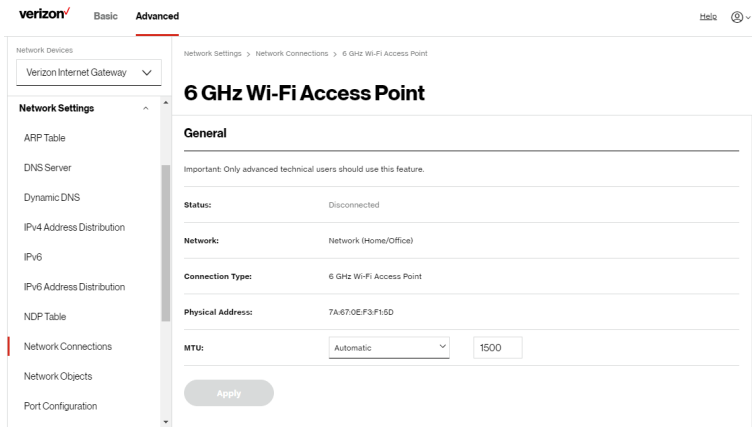 verizon✓
Basic Advanced
Help
Network Devices
Verizon Internet Gateway
Network Settings
ARP Table
DNS Server
Dynamic DNS
IPv4 Address Distribution
IPv6
IPv6 Address Distribution
NDP Table
Network Connections
Network Objects
Port Configuration
Network Settings > Network Connections > 6 GHz Wi-Fi Access Point
6 GHz Wi-Fi Access Point
General
Important: Only advanced technical users should use this feature.
Status: Disconnected
Network: Network (Home/Office)
Connection Type: 6 GHz Wi-Fi Access Point
Physical Address: 7A:67:0E:F3:F1:5D
MTU: Automatic 1500
Apply